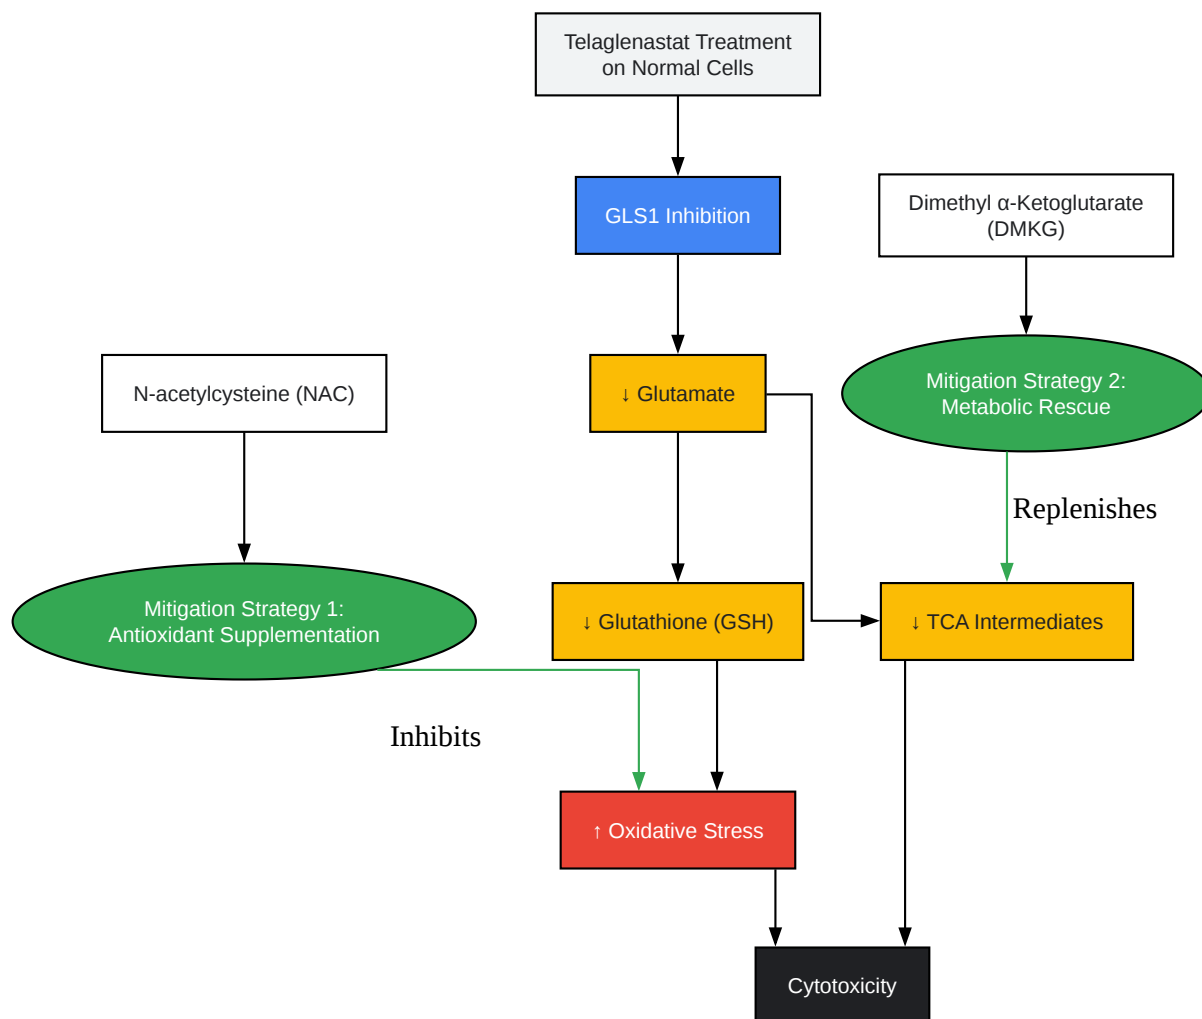 Telaglenastat Treatment
on Normal Cells
GLS1 Inhibition
Dimethyl α-Ketoglutarate
(DMKG)
N-acetylcysteine (NAC)
↓ Glutamate
Mitigation Strategy 2:
Metabolic Rescue
Replenishes
Mitigation Strategy 1:
Antioxidant Supplementation
↓ Glutathione (GSH)
↓ TCA Intermediates
Inhibits
↑ Oxidative Stress
Cytotoxicity